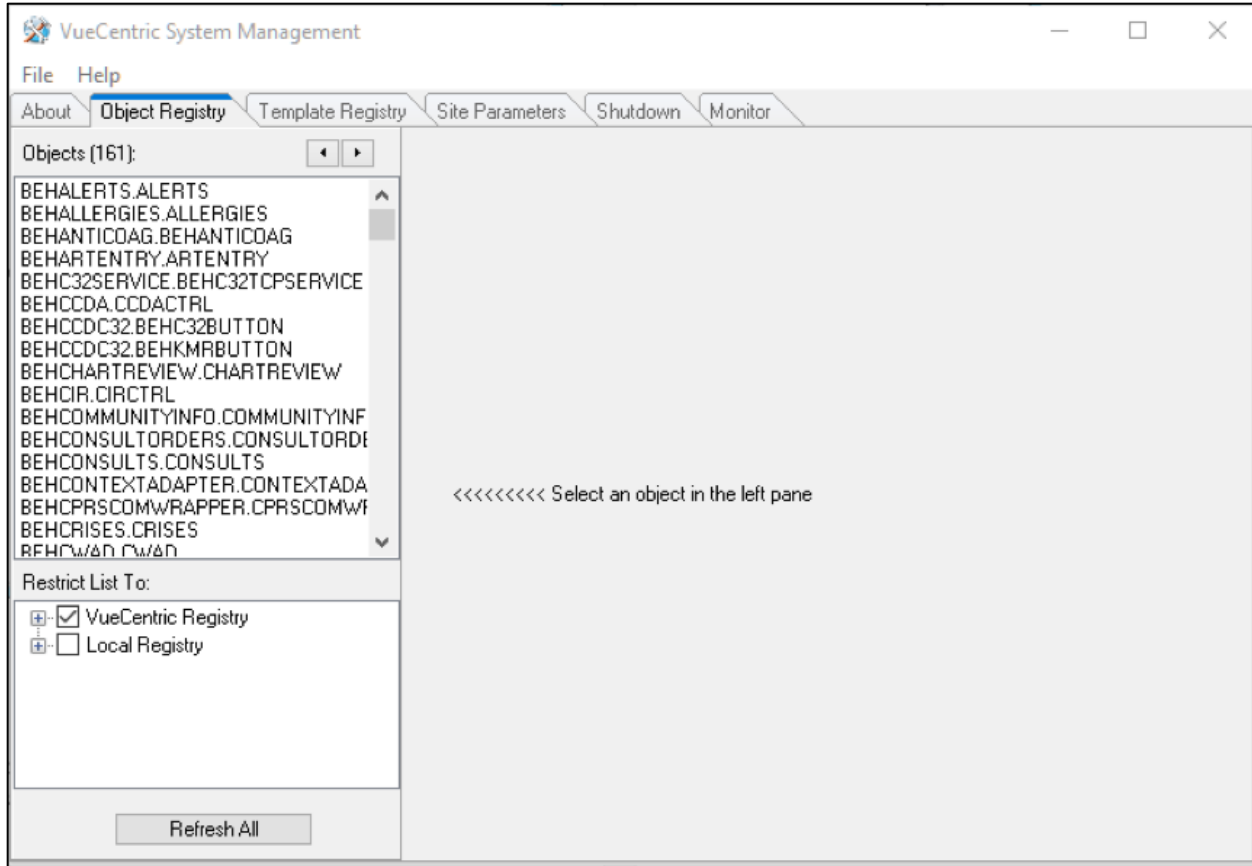 VueCentric System Management
File Help
About Object Registry Template Registry Site Parameters Shutdown Monitor
Objects (161):
BEHALERTS.ALERTS
BEHALLERGIES.ALLERGIES
BEHANTICOAG.BEHANTICOAG
BEHARTENTRY.ARTENTRY
BEHC32SERVICE.BEHC32TCPSERVICE
BEHCCDA.CCDACTRL
BEHCCDC32.BEHC32BUTTON
BEHCCDC32.BEHKMRBUTTON
BEHCHARTREVIEW.CHARTREVIEW
BEHCIR.CIRCTRL
BEHCOMMUNITYINFO.COMMUNITYINF
BEHCONSULTORDERS.CONSULTORDE
BEHCONSULTS.CONSULTS
BEHCONTEXTADAPTER.CONTEXTADA
BEHCPRSCOMWRAPPER.CPRSCOMWR
BEHCRISES.CRISES
BEHCWAD.CWAD
<<<<<<<<< Select an object in the left pane
Restrict List To:
VueCentric Registry
Local Registry
Refresh All